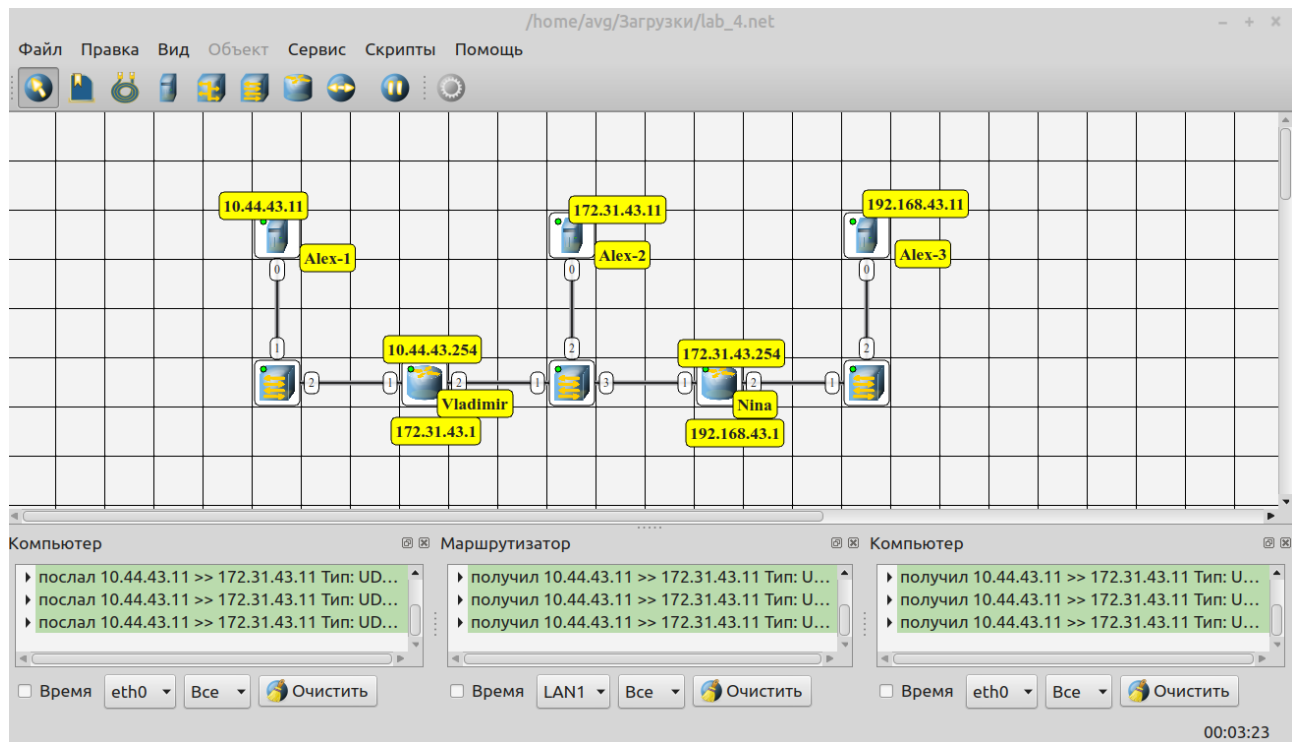 /home/avg/Загрузки/lab_4.net
Файл Правка Вид Объект Сервис Скрипты Помощь
10.44.43.11
172.31.43.11
192.168.43.11
Alex-1
Alex-2
Alex-3
0
0
0
1
2
2
10.44.43.254
172.31.43.254
2
1
2
1
3
1
2
1
Vladimir
Nina
172.31.43.1
192.168.43.1
Компьютер
послал 10.44.43.11 >> 172.31.43.11 Тип: UD...
послал 10.44.43.11 >> 172.31.43.11 Тип: UD...
послал 10.44.43.11 >> 172.31.43.11 Тип: UD...
Время eth0 Все Очистить
Маршрутизатор
получил 10.44.43.11 >> 172.31.43.11 Тип: U...
получил 10.44.43.11 >> 172.31.43.11 Тип: U...
получил 10.44.43.11 >> 172.31.43.11 Тип: U...
Время LAN1 Все Очистить
Компьютер
получил 10.44.43.11 >> 172.31.43.11 Тип: U...
получил 10.44.43.11 >> 172.31.43.11 Тип: U...
получил 10.44.43.11 >> 172.31.43.11 Тип: U...
Время eth0 Все Очистить
00:03:23